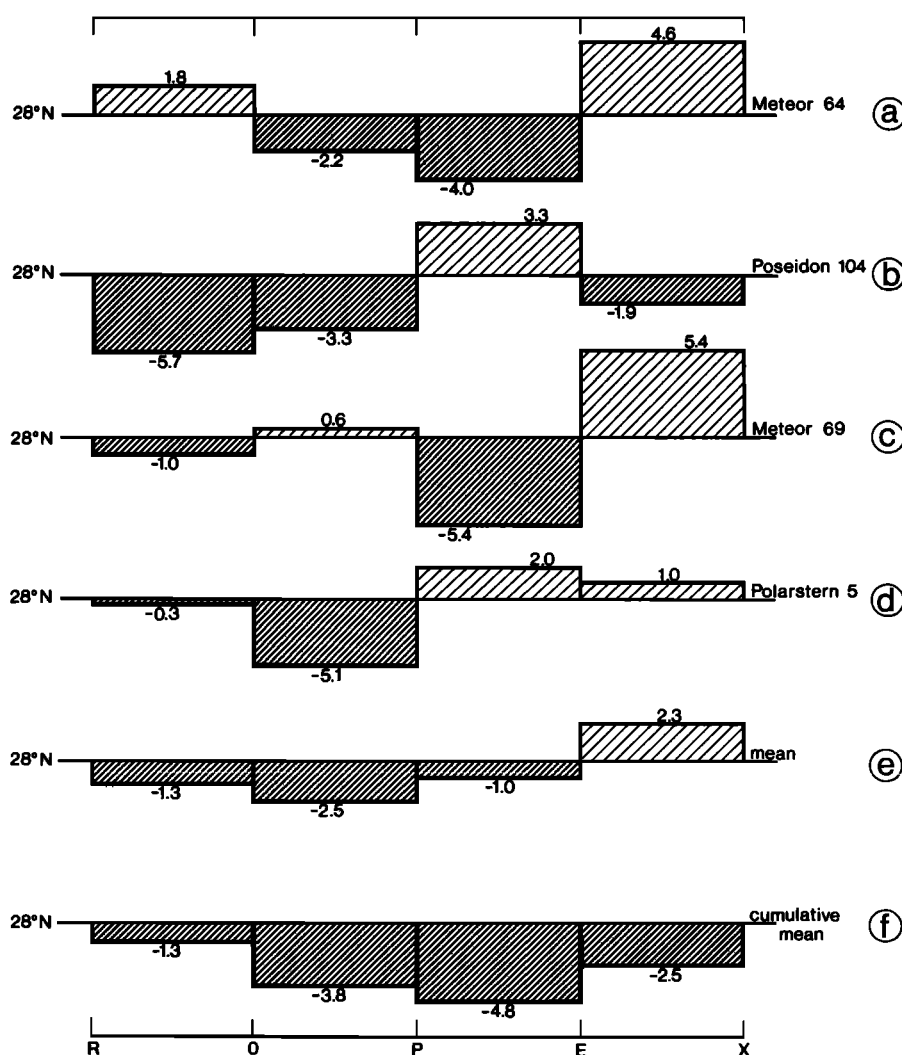 1.8
4.6
28°N
Meteor 64
a
-2.2
-4.0
3.3
28°N
Poseidon 104
b
-1.9
-3.3
-5.7
5.4
0.6
28°N
Meteor 69
c
-1.0
-5.4
2.0
1.0
28°N
Polarstern 5
d
-0.3
-5.1
2.3
28°N
mean
e
-1.3
-1.0
-2.5
28°N
cumulative
mean
f
-1.3
-2.5
-3.8
-4.8
R O P E X